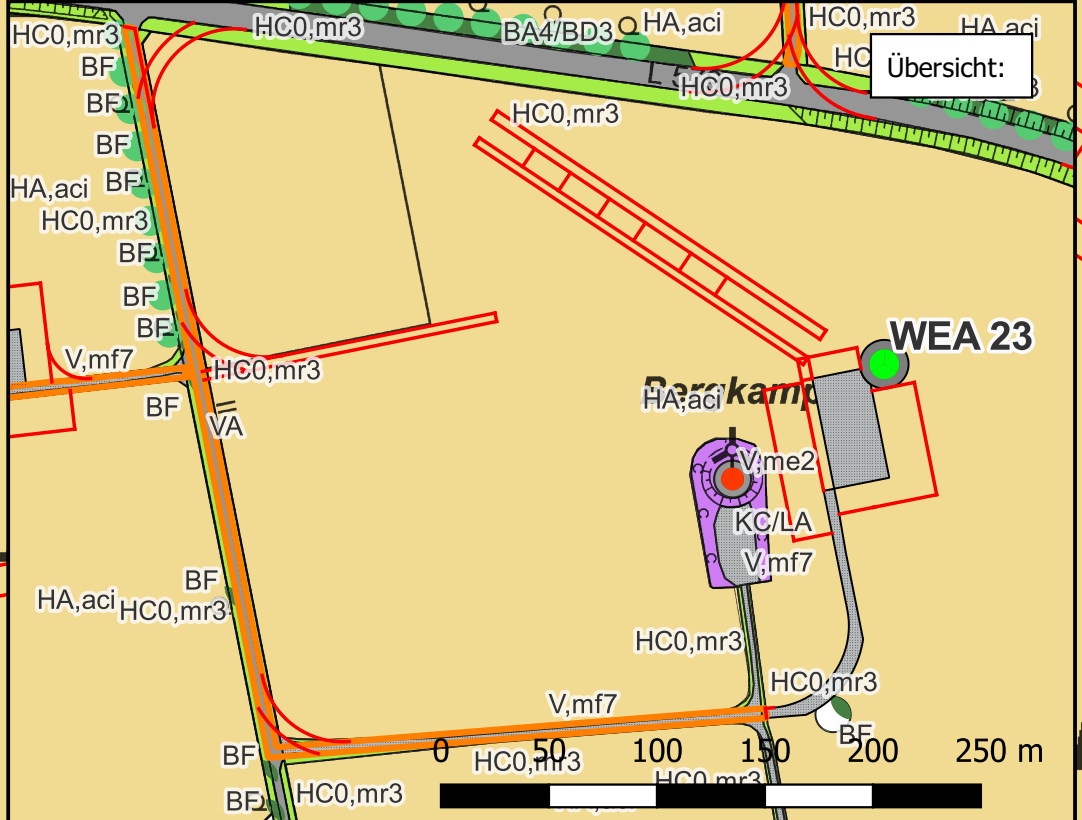 HC0,mr3
HC0,mr3
BA4/BD3
HA,aci
HC0,mr3
HA,aci
HC
Übersicht:
BF
BF
HC0,mr3
HC0,mr3
BF
BF
HA,aci
HC0,mr3
BF
BF
BF
WEA 23
V,mf7
HC0,mr3
Bergkamp
HA,aci
BF
VA
V,me2
KC/LA
V,mf7
BF
HA,aci
HC0,mr3
HC0,mr3
HC0,mr3
V,mf7
BF
BF
0 50 100 150 200 250 m
HC0,mr3
HC0,mr3
BF
HC0,mr3